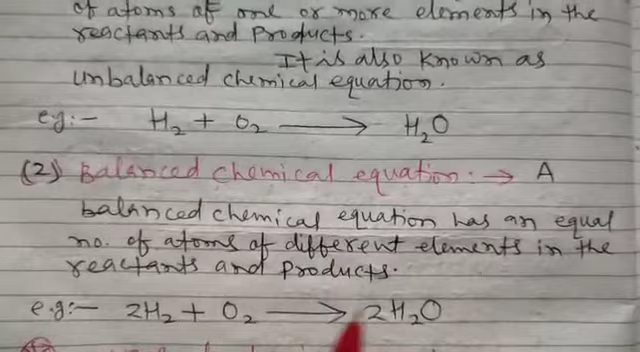 of atoms of one or more elements in the
reactants and products.
It is also known as
unbalanced chemical equation.
eg:- H₂ + O₂ ⟶ H₂O
(2) Balanced chemical equation. → A
balanced chemical equation has an equal
no. of atoms of different elements in the
reactants and products.
e.g:- 2H₂ + O₂ ⟶ 2H₂O